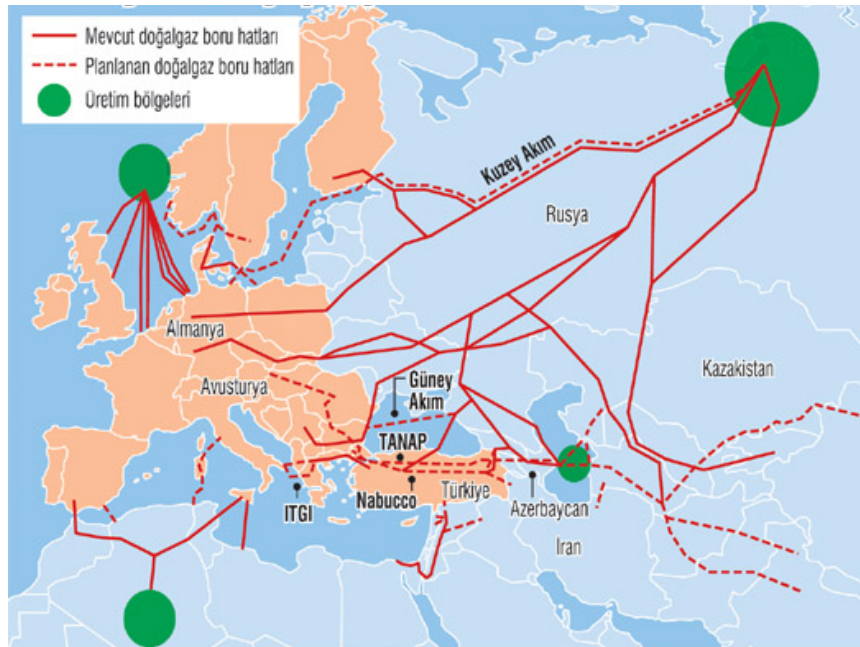 Mevcut doğalgaz boru hatları
Planlanan doğalgaz boru hatları
Üretim bölgeleri
Kuzey Akım
Rusya
Almanya
Avusturya
Kazakistan
Güney
Akım
TANAP
ITGI
Nabucco
Türkiye
Azerbaycan
İran